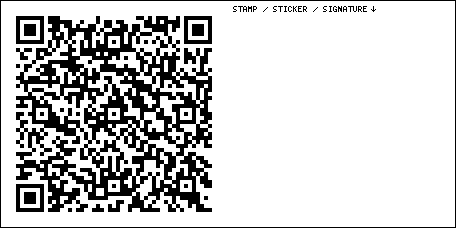 STAMP / STICKER / SIGNATURE ↓